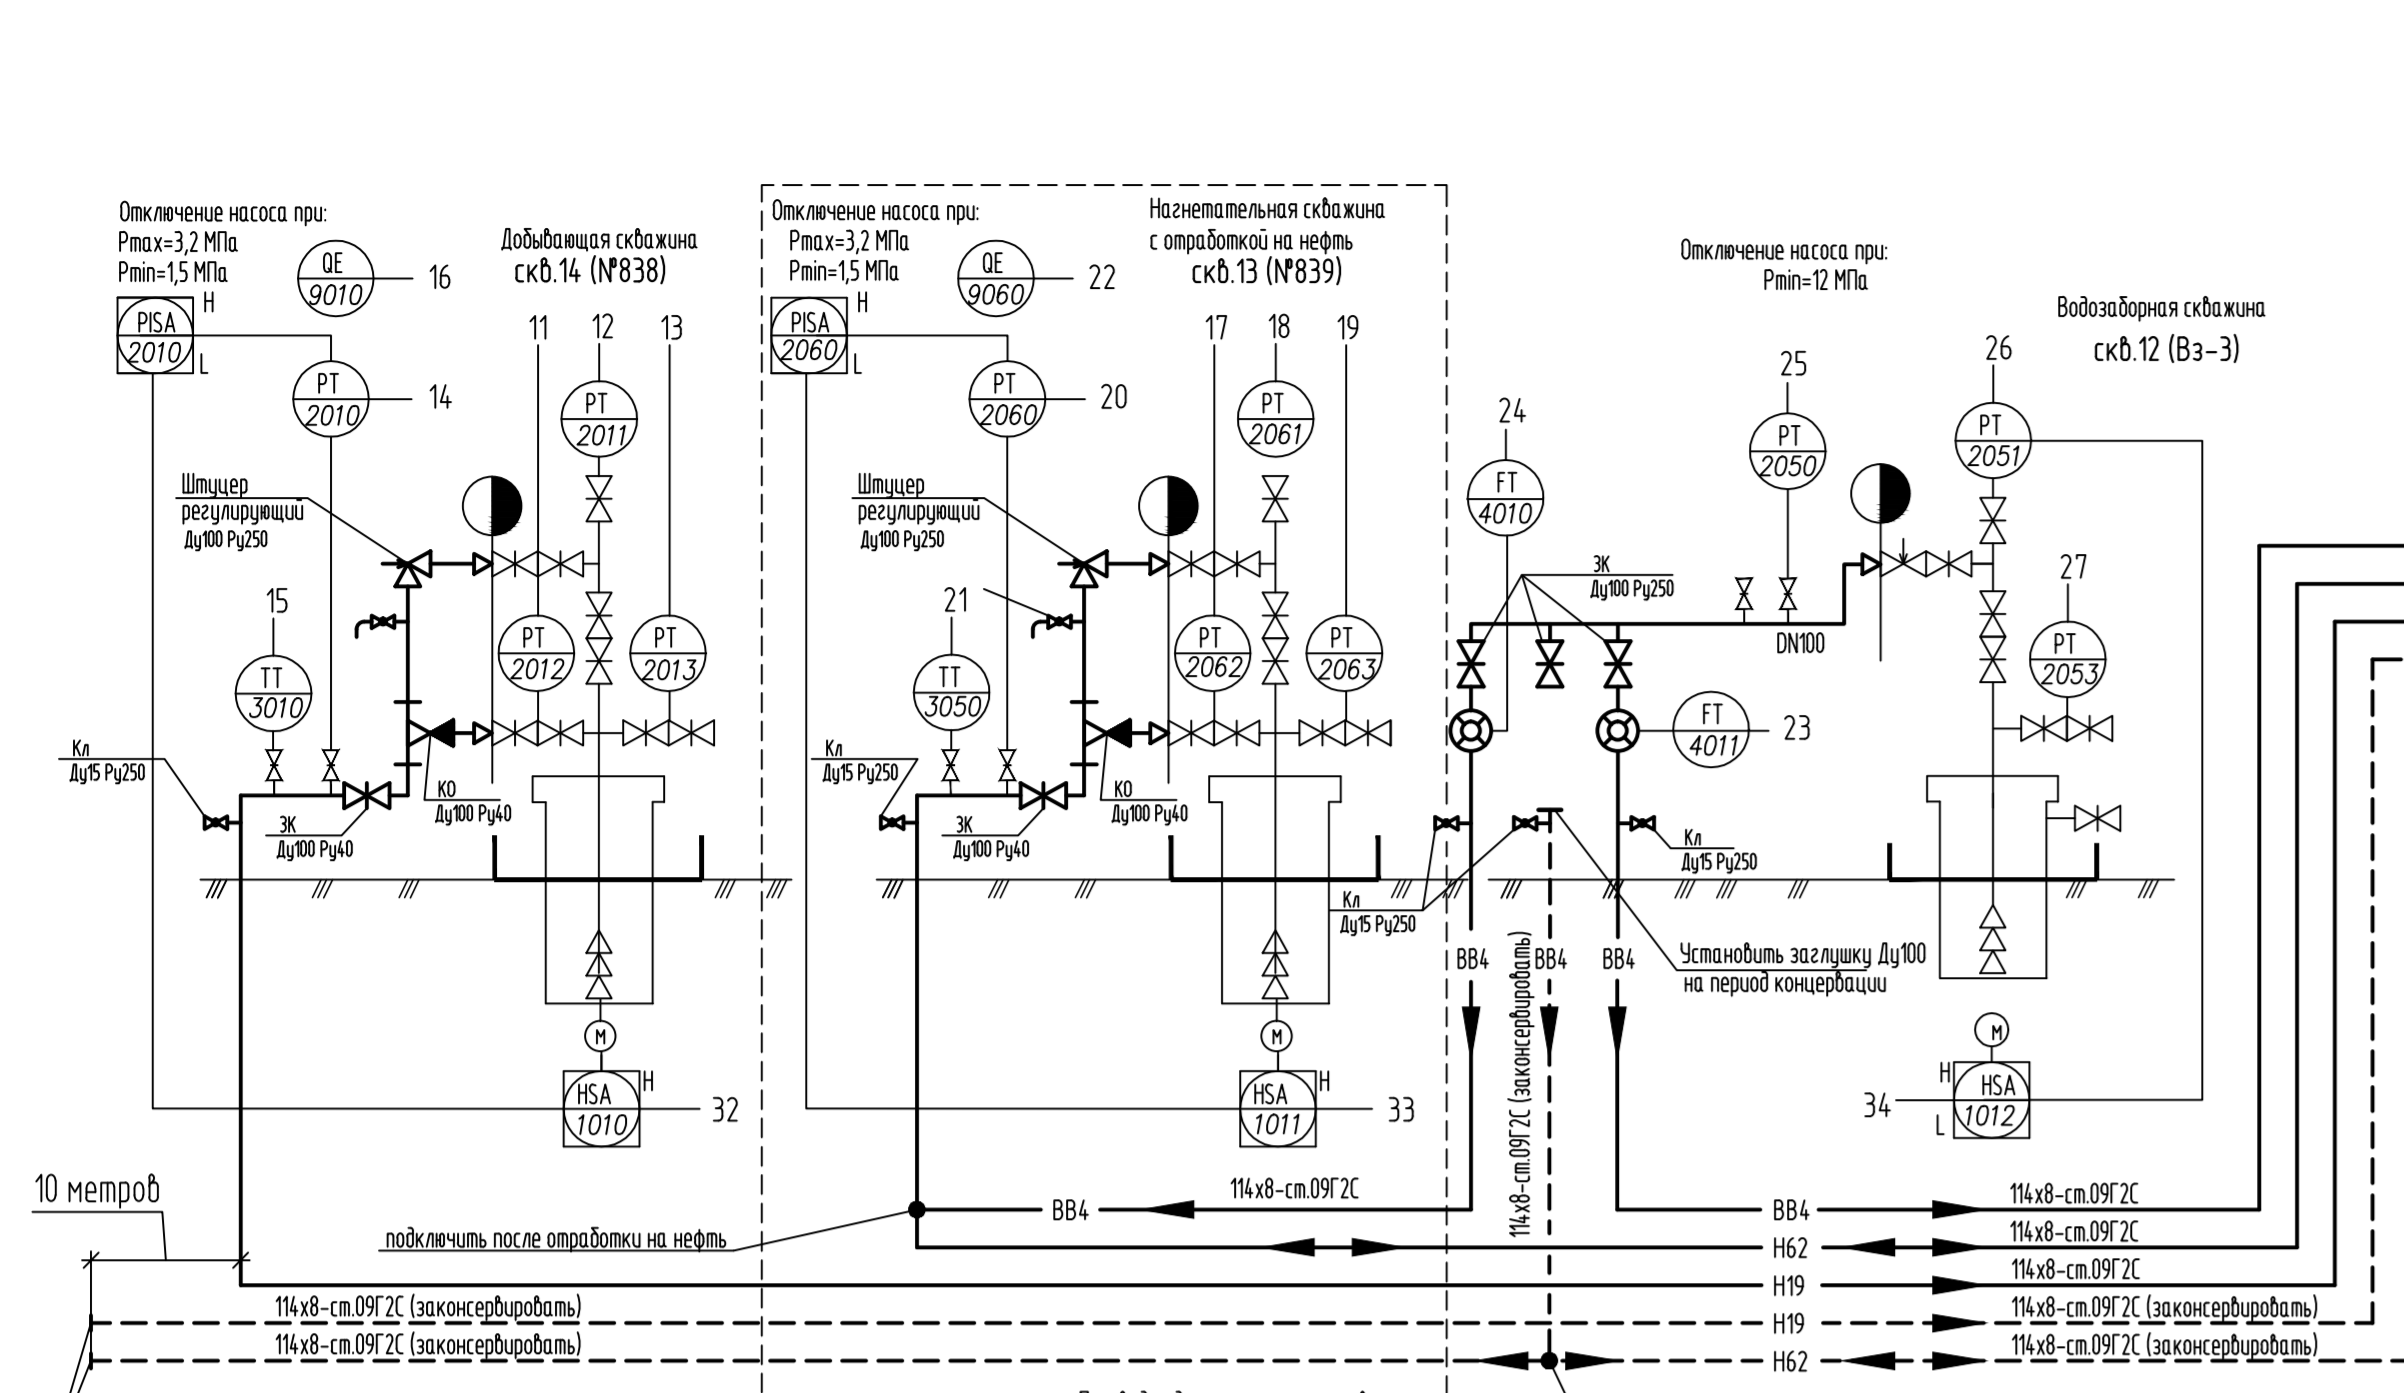 Отключение насоса при:
Pmax=3,2 МПа
Pmin=1,5 МПа
QE
9010
16
Добывающая скважина
скв.14 (№838)
PISA
2010
H
L
PT
2010
14
11
12
13
PT
2011
Штуцер
регулирующий
Ду100 Ру250
15
TT
3010
PT
2012
PT
2013
Кл
Ду15 Ру250
ЗК
Ду100 Ру40
КО
Ду100 Ру40
M
HSA
1010
H
32
Отключение насоса при:
Pmax=3,2 МПа
Pmin=1,5 МПа
QE
9060
22
Нагнетательная скважина
с отработкой на нефть
скв.13 (№839)
PISA
2060
H
L
PT
2060
20
17
18
19
PT
2061
Штуцер
регулирующий
Ду100 Ру250
21
TT
3050
PT
2062
PT
2063
Кл
Ду15 Ру250
ЗК
Ду100 Ру40
КО
Ду100 Ру40
M
HSA
1011
H
33
Отключение насоса при:
Pmin=12 МПа
Водозаборная скважина
скв.12 (Вз-3)
24
FT
4010
25
PT
2050
26
PT
2051
ЗК
Ду100 Ру250
DN100
27
PT
2053
FT
4011
23
Кл
Ду15 Ру250
Кл
Ду15 Ру250
ВВ4
ВВ4
ВВ4
Установить заглушку Ду100
на период концервации
114х8-ст.09Г2С (законсервировать)
M
HSA
1012
H
L
34
10 метров
подключить после отработки на нефть
ВВ4
114х8-ст.09Г2С
ВВ4
114х8-ст.09Г2С
Н62
114х8-ст.09Г2С
Н19
114х8-ст.09Г2С
114х8-ст.09Г2С (законсервировать)
Н19
114х8-ст.09Г2С (законсервировать)
114х8-ст.09Г2С (законсервировать)
Н62
114х8-ст.09Г2С (законсервировать)